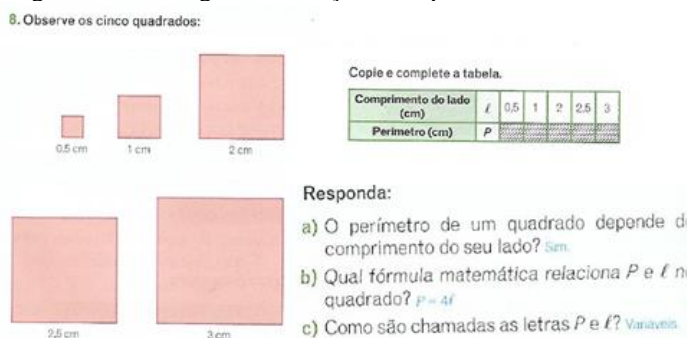 8. Observe os cinco quadrados:
0,5 cm
1 cm
2 cm
Copie e complete a tabela.
Comprimento do lado (cm) ℓ 0,5 1 2 2,5 3
Perímetro (cm) P
2,5 cm
3 cm
Responda:
a) O perímetro de um quadrado depende d
comprimento do seu lado? Sim.
b) Qual fórmula matemática relaciona P e ℓ n
quadrado? P = 4ℓ
c) Como são chamadas as letras P e ℓ? Variáveis.